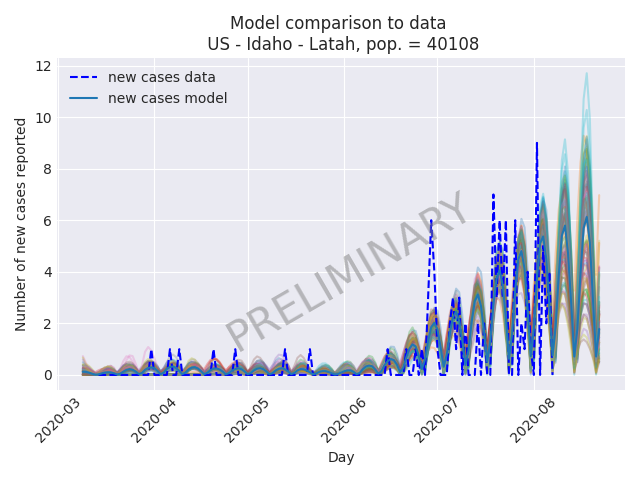 Model comparison to data
US - Idaho - Latah, pop. = 40108
12
10
8
6
4
2
0
Number of new cases reported
new cases data
new cases model
PRELIMINARY
2020-03
2020-04
2020-05
2020-06
2020-07
2020-08
Day